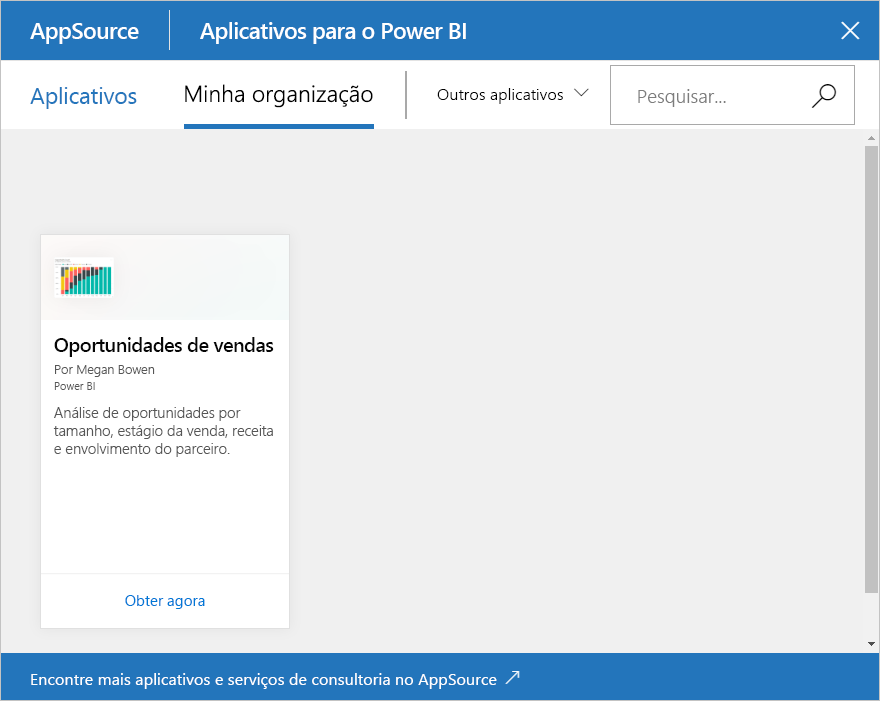 AppSource
Aplicativos para o Power BI
Aplicativos
Minha organização
Outros aplicativos
Pesquisar...
Oportunidades de vendas
Por Megan Bowen
Power BI
Análise de oportunidades por
tamanho, estágio da venda, receita
e envolvimento do parceiro.
Obter agora
Encontre mais aplicativos e serviços de consultoria no AppSource